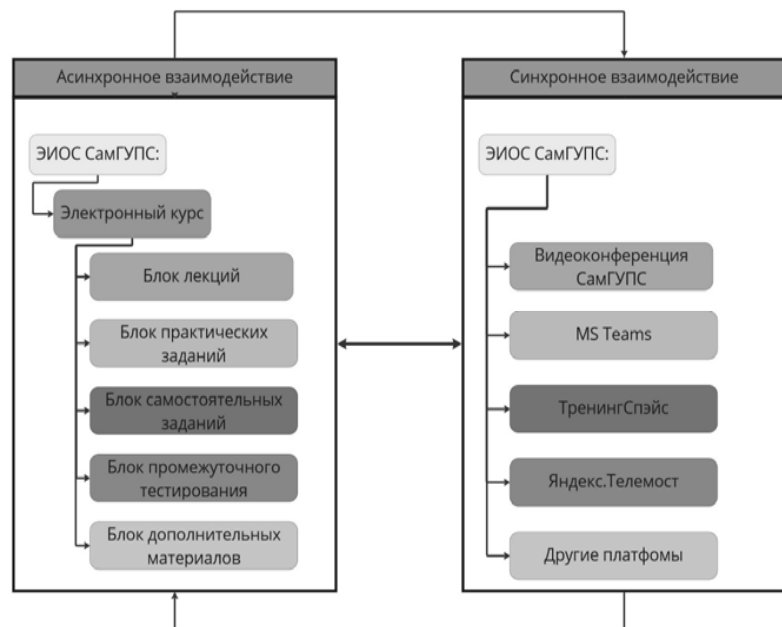 Асинхронное взаимодействие
ЭИОС СамГУПС:
Электронный курс
Блок лекций
Блок практических
заданий
Блок самостоятельных
заданий
Блок промежуточного
тестирования
Блок дополнительных
материалов
Синхронное взаимодействие
ЭИОС СамГУПС:
Видеоконференция
СамГУПС
MS Teams
ТренингСпэйс
Яндекс.Телемост
Другие платфомы